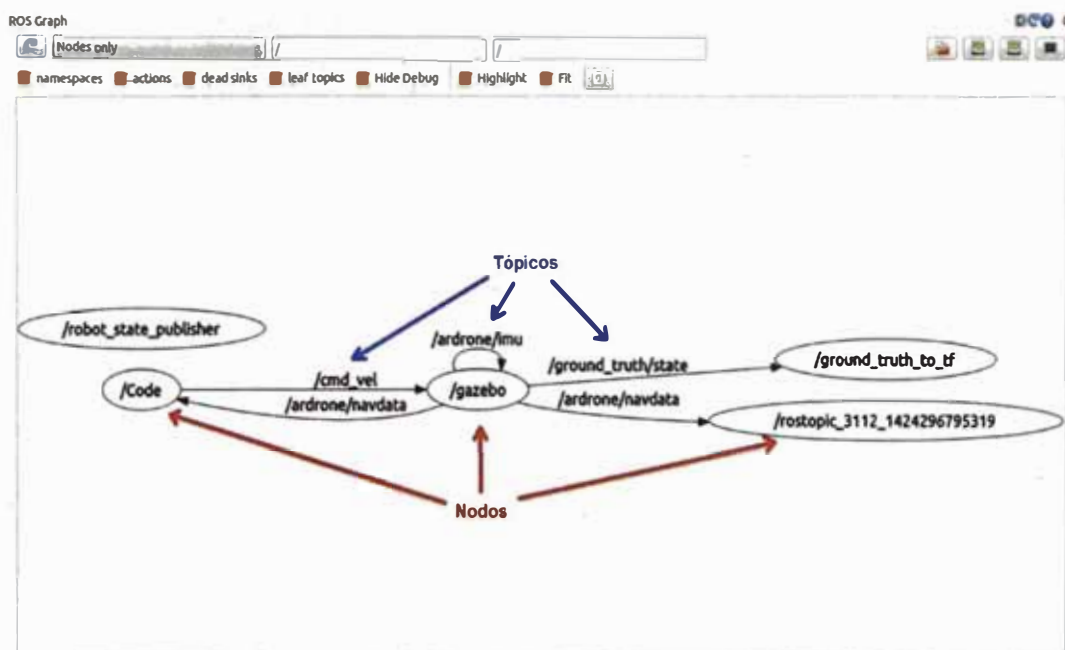 ROS Graph
Nodes only
/
/
namespaces actions dead sinks leaf topics Hide Debug Highlight Fit
Tópicos
/robot_state_publisher
/ardrone/imu
/ground_truth/state
/ground_truth_to_tf
/Code
/cmd_vel
/gazebo
/ardrone/navdata
/ardrone/navdata
/rostopic_3112_1424296795319
Nodos